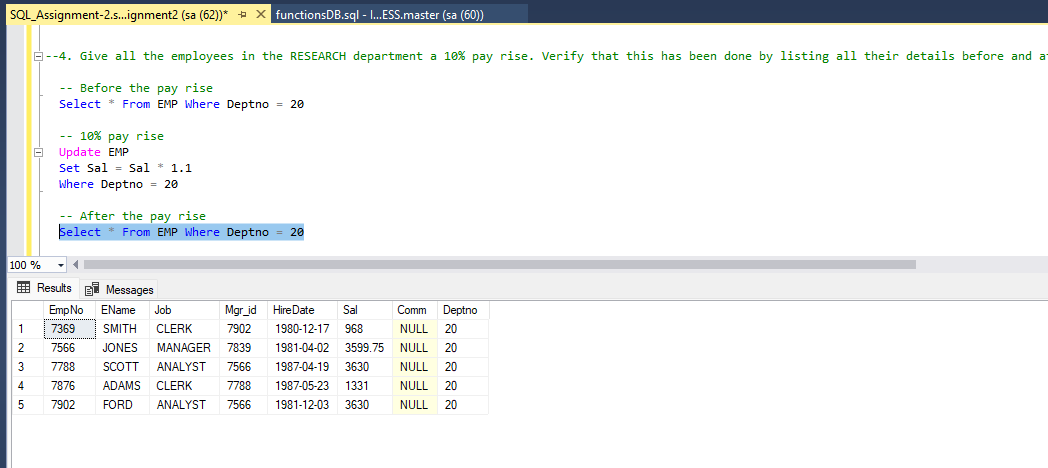 SQL_Assignment-2.s...ignment2 (sa (62))* functionsDB.sql - l...ESS.master (sa (60))
--4. Give all the employees in the RESEARCH department a 10% pay rise. Verify that this has been done by listing all their details before and
-- Before the pay rise
Select * From EMP Where Deptno = 20
-- 10% pay rise
Update EMP
Set Sal = Sal * 1.1
Where Deptno = 20
-- After the pay rise
Select * From EMP Where Deptno = 20
100 %
Results Messages
EmpNo EName Job Mgr_id HireDate Sal Comm Deptno
1 7369 SMITH CLERK 7902 1980-12-17 968 NULL 20
2 7566 JONES MANAGER 7839 1981-04-02 3599.75 NULL 20
3 7788 SCOTT ANALYST 7566 1987-04-19 3630 NULL 20
4 7876 ADAMS CLERK 7788 1987-05-23 1331 NULL 20
5 7902 FORD ANALYST 7566 1981-12-03 3630 NULL 20